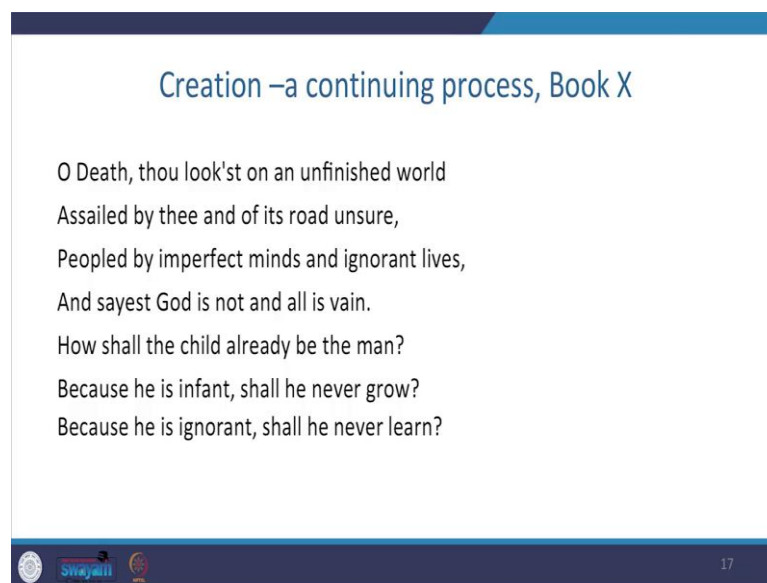 Creation –a continuing process, Book X
O Death, thou look'st on an unfinished world
Assailed by thee and of its road unsure,
Peopled by imperfect minds and ignorant lives,
And sayest God is not and all is vain.
How shall the child already be the man?
Because he is infant, shall he never grow?
Because he is ignorant, shall he never learn?
swayam
17